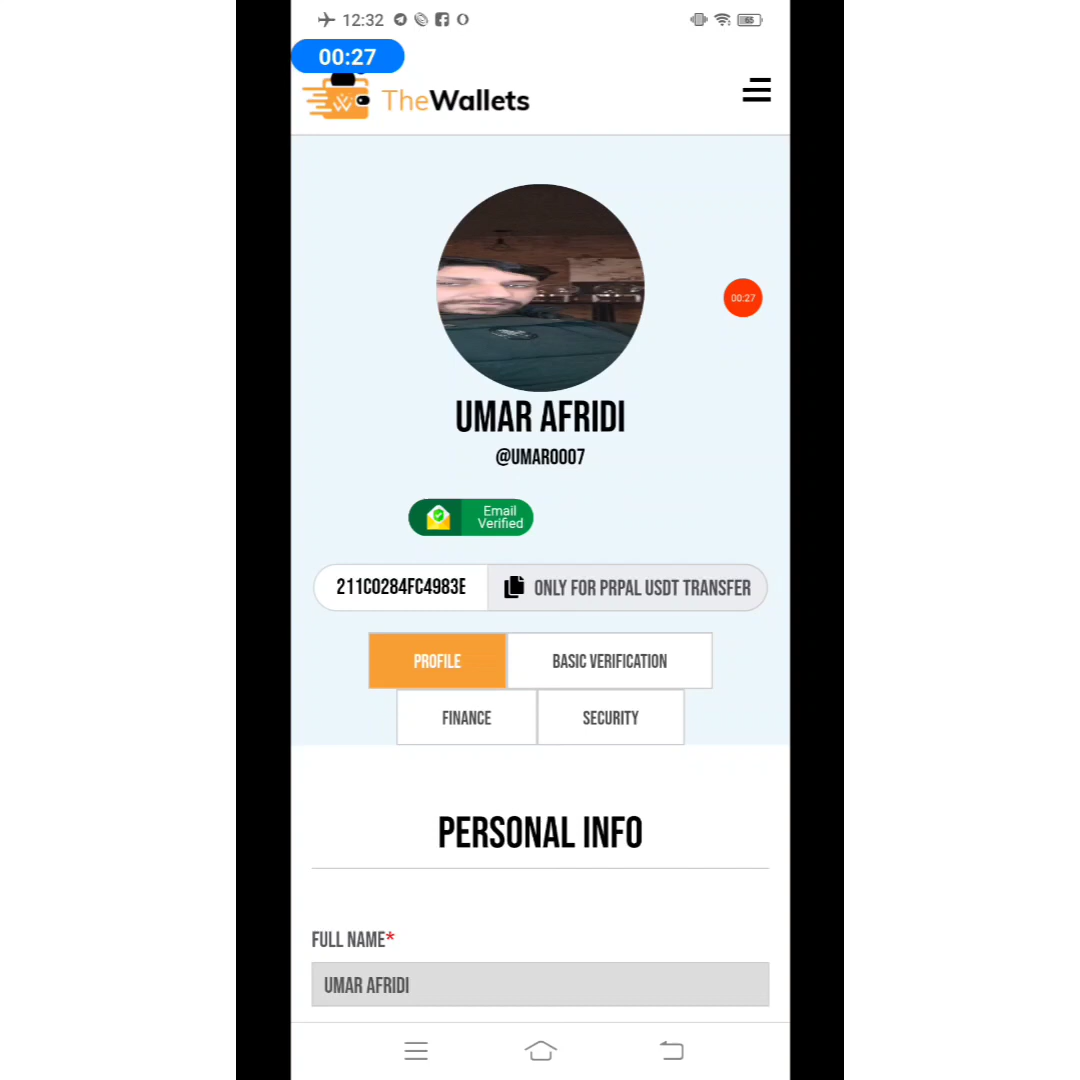 12:32
65
00:27
TheWallets
00:27
UMAR AFRIDI
@UMAR0007
Email
Verified
211C0284FC4983E
ONLY FOR PRPAL USDT TRANSFER
PROFILE
BASIC VERIFICATION
FINANCE
SECURITY
PERSONAL INFO
FULL NAME*
UMAR AFRIDI